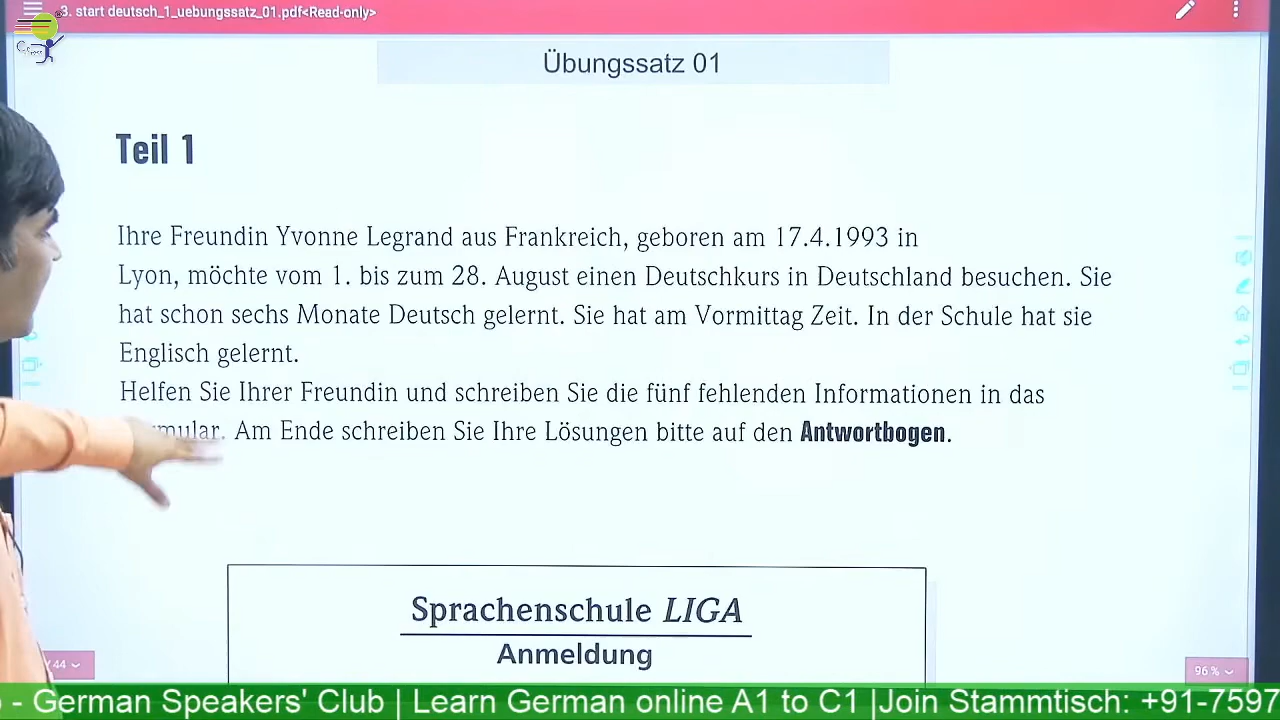 3. start deutsch_1_uebungssatz_01.pdf<Read-only>
Übungssatz 01
Teil 1
Ihre Freundin Yvonne Legrand aus Frankreich, geboren am 17.4.1993 in
Lyon, möchte vom 1. bis zum 28. August einen Deutschkurs in Deutschland besuchen. Sie
hat schon sechs Monate Deutsch gelernt. Sie hat am Vormittag Zeit. In der Schule hat sie
Englisch gelernt.
Helfen Sie Ihrer Freundin und schreiben Sie die fünf fehlenden Informationen in das
mular. Am Ende schreiben Sie Ihre Lösungen bitte auf den Antwortbogen.
Sprachenschule LIGA
Anmeldung
44
96 %
- German Speakers' Club | Learn German online A1 to C1 |Join Stammtisch: +91-7597